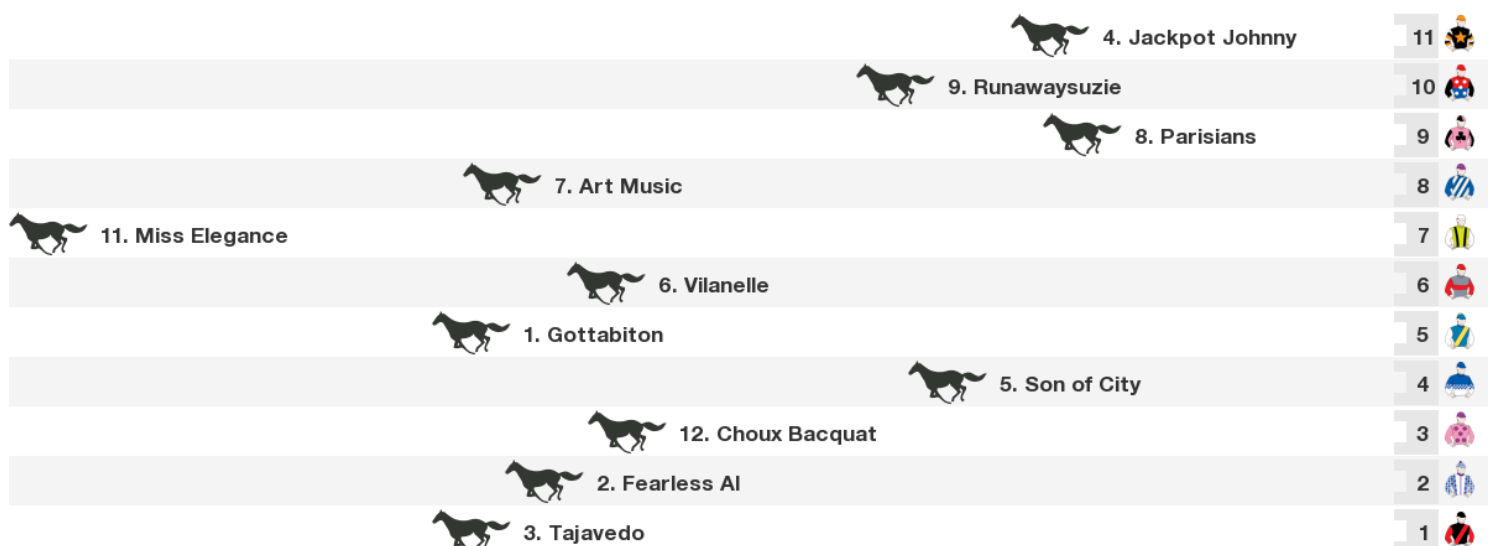 4. Jackpot Johnny 11
9. Runawaysuzie 10
8. Parisians 9
7. Art Music 8
11. Miss Elegance 7
6. Vilanelle 6
1. Gottabiton 5
5. Son of City 4
12. Choux Bacquat 3
2. Fearless Al 2
3. Tajavedo 1